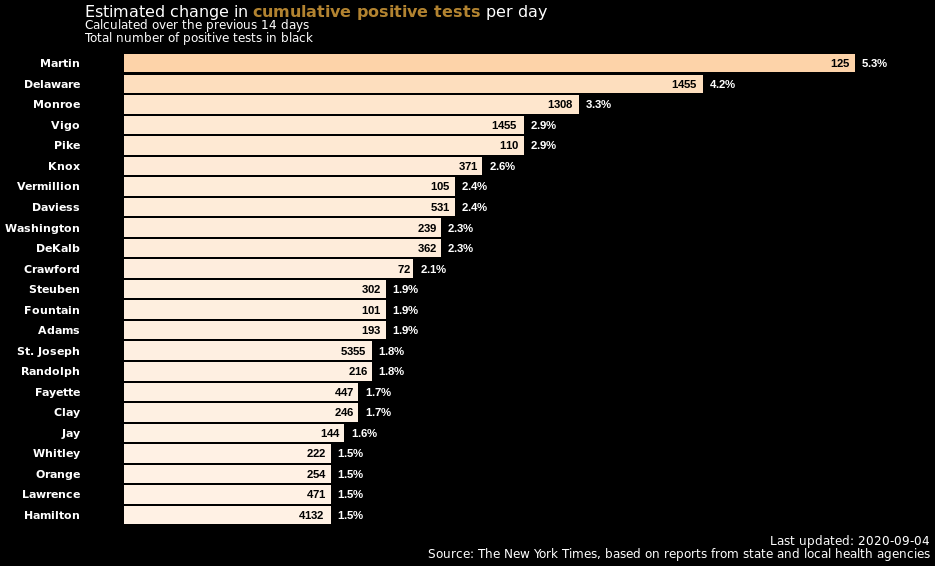 Estimated change in cumulative positive tests per day
Calculated over the previous 14 days
Total number of positive tests in black
Martin 125 5.3%
Delaware 1455 4.2%
Monroe 1308 3.3%
Vigo 1455 2.9%
Pike 110 2.9%
Knox 371 2.6%
Vermillion 105 2.4%
Daviess 531 2.4%
Washington 239 2.3%
DeKalb 362 2.3%
Crawford 72 2.1%
Steuben 302 1.9%
Fountain 101 1.9%
Adams 193 1.9%
St. Joseph 5355 1.8%
Randolph 216 1.8%
Fayette 447 1.7%
Clay 246 1.7%
Jay 144 1.6%
Whitley 222 1.5%
Orange 254 1.5%
Lawrence 471 1.5%
Hamilton 4132 1.5%
Last updated: 2020-09-04
Source: The New York Times, based on reports from state and local health agencies